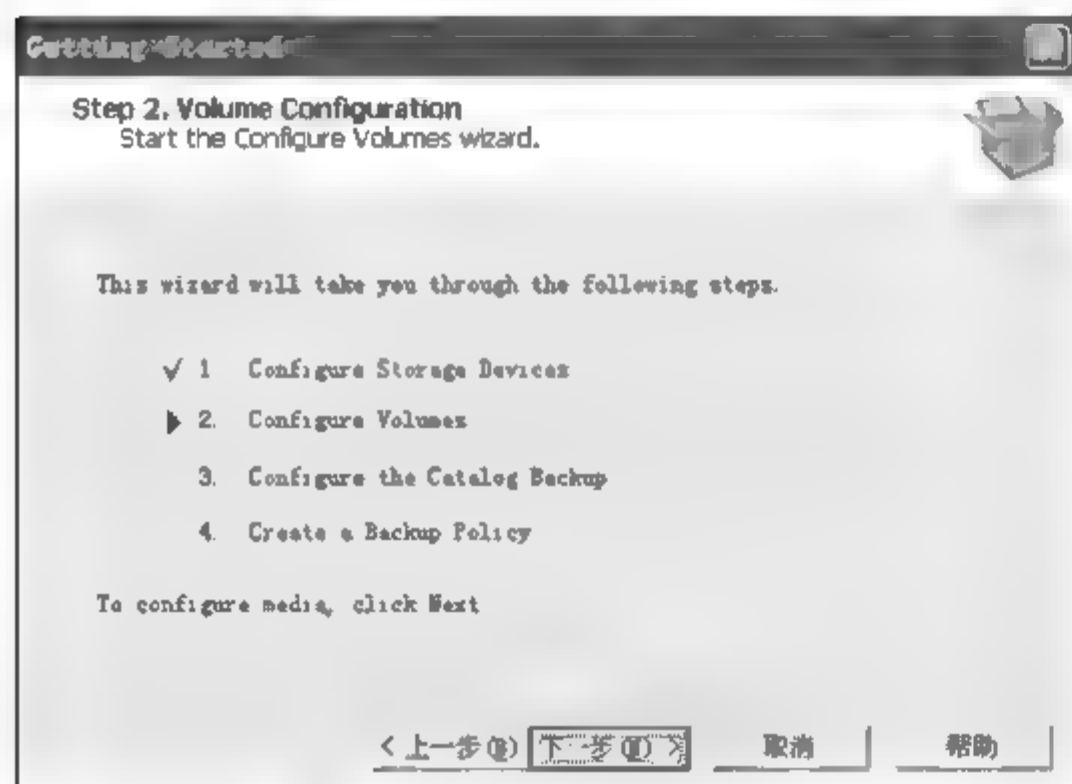 Getting Started
Step 2. Volume Configuration
Start the Configure Volumes wizard.
This wizard will take you through the following steps.
✓ 1 Configure Storage Devices
▶ 2. Configure Volumes
3. Configure the Catalog Backup
4. Create a Backup Policy
To configure media, click Next
< 上一步(B) 下一步(N) > 取消 帮助